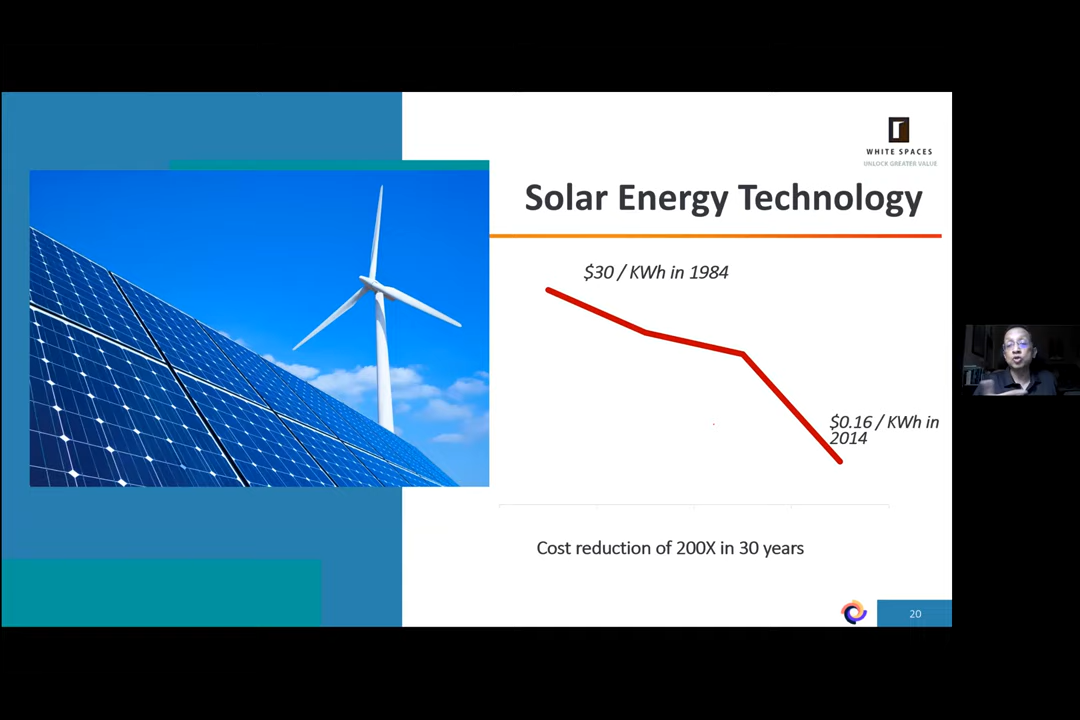 WHITE SPACES
UNLOCK GREATER VALUE
Solar Energy Technology
$30 / KWh in 1984
$0.16 / KWh in
2014
Cost reduction of 200X in 30 years
20